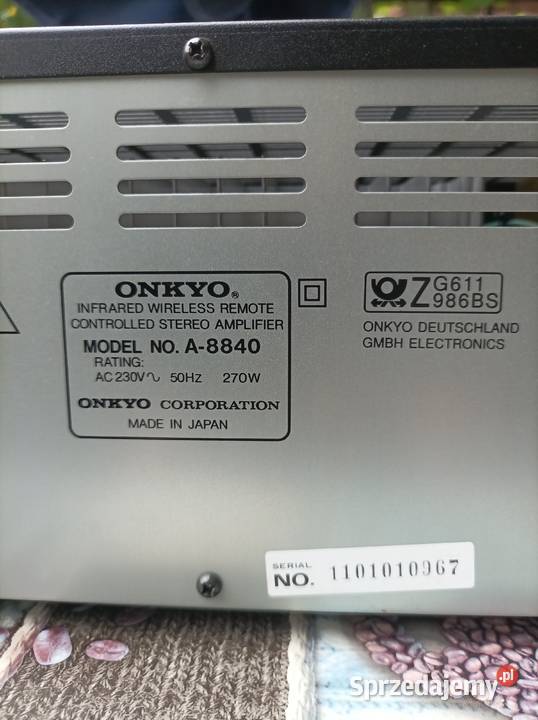 ONKYO®
INFRARED WIRELESS REMOTE
CONTROLLED STEREO AMPLIFIER
MODEL NO. A-8840
RATING:
AC 230V∿ 50Hz 270W
ONKYO CORPORATION
MADE IN JAPAN
Z G611
986BS
ONKYO DEUTSCHLAND
GMBH ELECTRONICS
SERIAL
NO. 1101010967
Sprzedajemy.pl